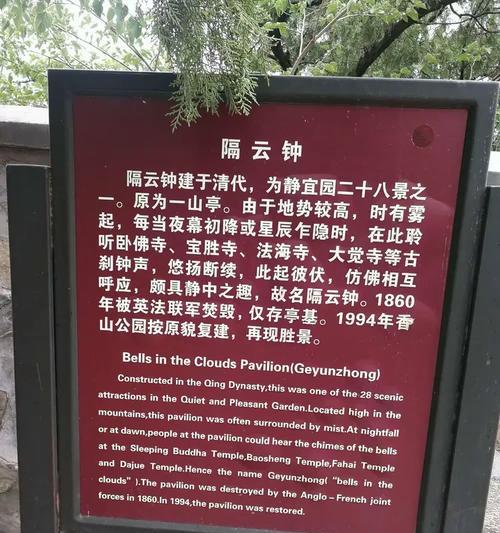 隔云钟
隔云钟建于清代，为静宜园二十八景之
一。原为一山亭。由于地势较高，时有雾
起，每当夜幕初降或星辰乍隐时，在此聆
听卧佛寺、宝胜寺、法海寺、大觉寺等古
刹钟声，悠扬断续，此起彼伏，仿佛相互
呼应，颇具静中之趣，故名隔云钟。1860
年被英法联军焚毁，仅存亭基。1994年香
山公园按原貌复建，再现胜景。
Bells in the Clouds Pavilion(Geyunzhong)
Constructed in the Qing Dynasty,this was one of the 28 scenic
attractions in the Quiet and Pleasant Garden.Located high in the
mountains,this pavilion was often surrounded by mist.At nightfall
or at dawn,people at the pavilion could hear the chimes of the bells
at the Sleeping Buddha Temple,Baosheng Temple,Fahai Temple
and Dajue Temple.Hence the name Geyunzhong( "bells in the
clouds" ).The pavilion was destroyed by the Anglo – French joint
forces in 1860.In 1994,the pavilion was restored.